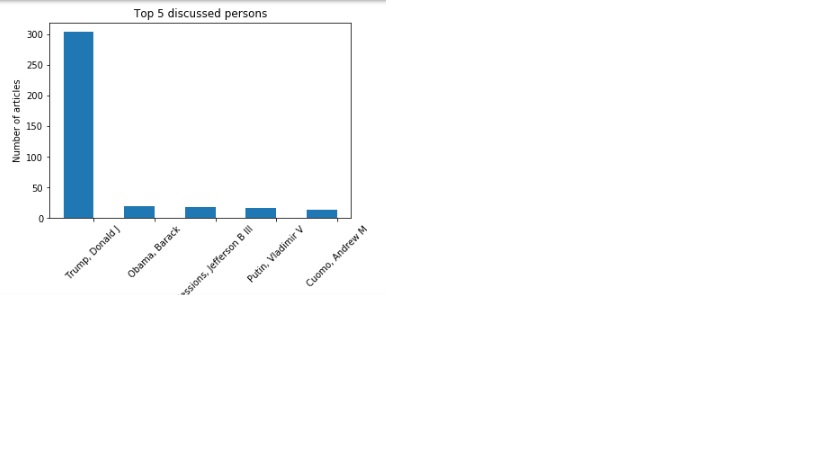 Top 5 discussed persons
300
250
200
150
100
50
0
Number of articles
Trump, Donald J
Obama, Barack
essions, Jefferson B III
Putin, Vladimir V
Cuomo, Andrew M